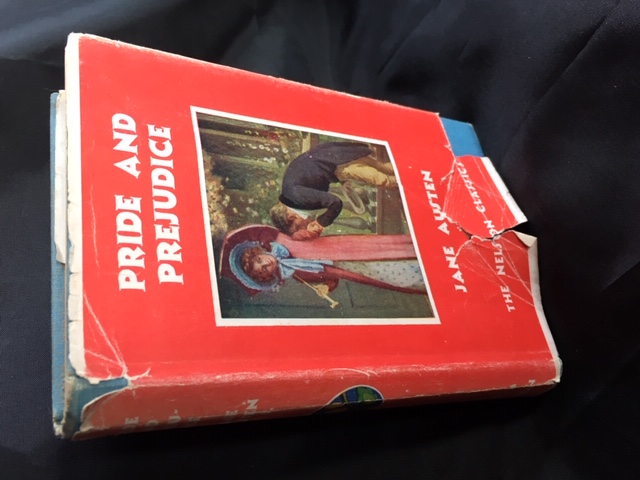 PRIDE AND
PREJUDICE
JANE AUSTEN
THE NELSON CLASSICS